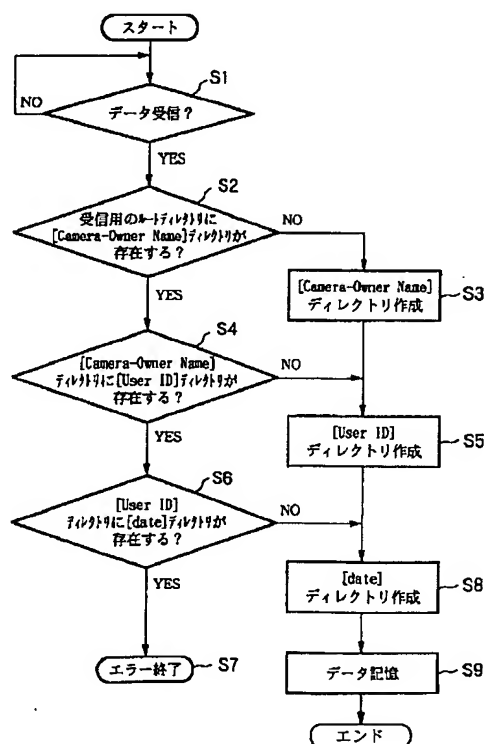 スタート
S1
NO
データ受信？
YES
S2
受信用のルートディレクトリに
[Camera-Owner Name]ディレクトリが
存在する？
NO
YES
[Camera-Owner Name]
ディレクトリ作成
S3
S4
[Camera-Owner Name]
ディレクトリに[User ID]ディレクトリが
存在する？
NO
YES
[User ID]
ディレクトリ作成
S5
S6
[User ID]
ディレクトリに[date]ディレクトリが
存在する？
NO
YES
[date]
ディレクトリ作成
S8
エラー終了
S7
データ記憶
S9
エンド